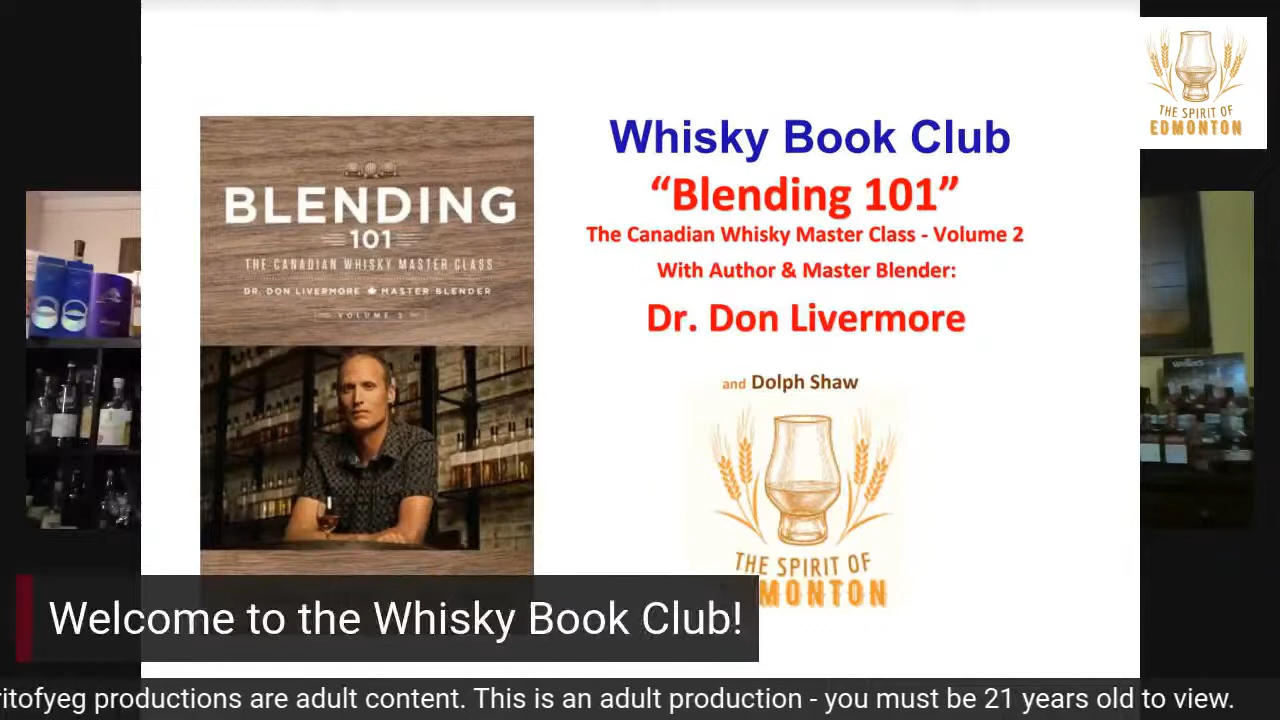 BLENDING
101
THE CANADIAN WHISKY MASTER CLASS
DR. DON LIVERMORE MASTER BLENDER
VOLUME 2
Whisky Book Club
“Blending 101”
The Canadian Whisky Master Class - Volume 2
With Author & Master Blender:
Dr. Don Livermore
and Dolph Shaw
THE SPIRIT OF
MONTON
THE SPIRIT OF
EDMONTON
Welcome to the Whisky Book Club!
ritofyeg productions are adult content. This is an adult production - you must be 21 years old to view.